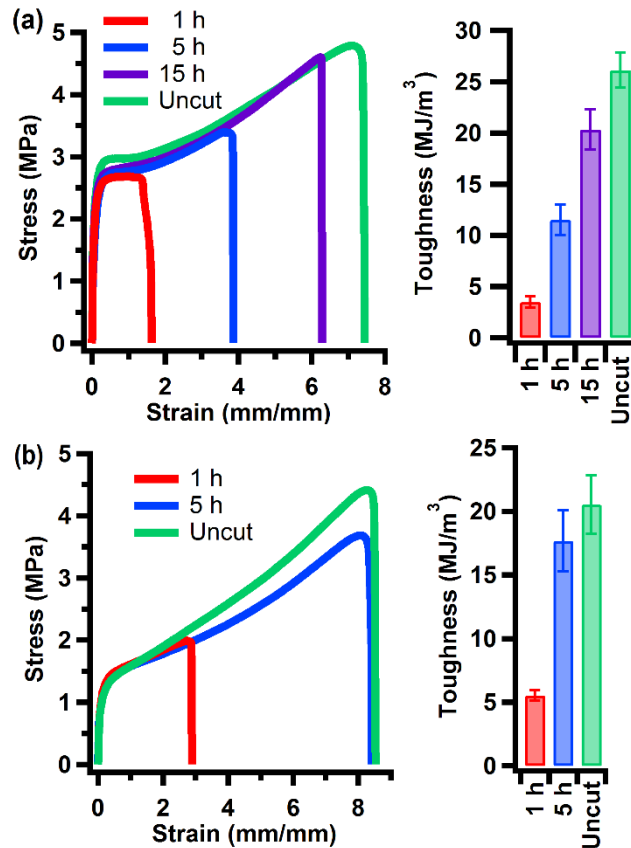 (a)
1 h
5 h
15 h
Uncut
Stress (MPa)
5
4
3
2
1
0
0 2 4 6 8
Strain (mm/mm)
Toughness (MJ/m³)
30
25
20
15
10
5
0
1 h
5 h
15 h
Uncut
(b)
1 h
5 h
Uncut
Stress (MPa)
5
4
3
2
1
0
0 2 4 6 8
Strain (mm/mm)
Toughness (MJ/m³)
25
20
15
10
5
0
1 h
5 h
Uncut